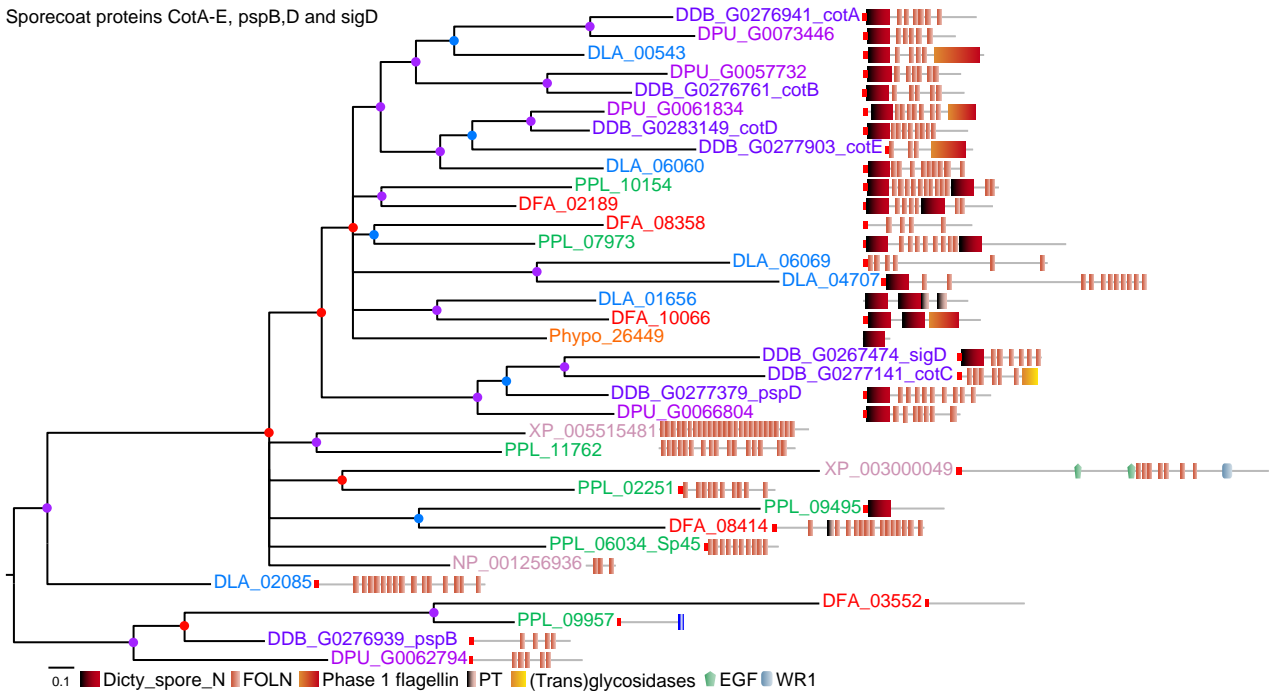 Sporecoat proteins CotA-E, pspB,D and sigD
DDB_G0276941_cotA
DPU_G0073446
DLA_00543
DPU_G0057732
DDB_G0276761_cotB
DPU_G0061834
DDB_G0283149_cotD
DDB_G0277903_cotE
DLA_06060
PPL_10154
DFA_02189
DFA_08358
PPL_07973
DLA_06069
DLA_04707
DLA_01656
DFA_10066
Phypo_26449
DDB_G0267474_sigD
DDB_G0277141_cotC
DDB_G0277379_pspD
DPU_G0066804
XP_005515481
PPL_11762
XP_003000049
PPL_02251
PPL_09495
DFA_08414
PPL_06034_Sp45
NP_001256936
DLA_02085
DFA_03552
PPL_09957
DDB_G0276939_pspB
DPU_G0062794
0.1 Dicty_spore_N FOLN Phase 1 flagellin PT (Trans)glycosidases EGF WR1